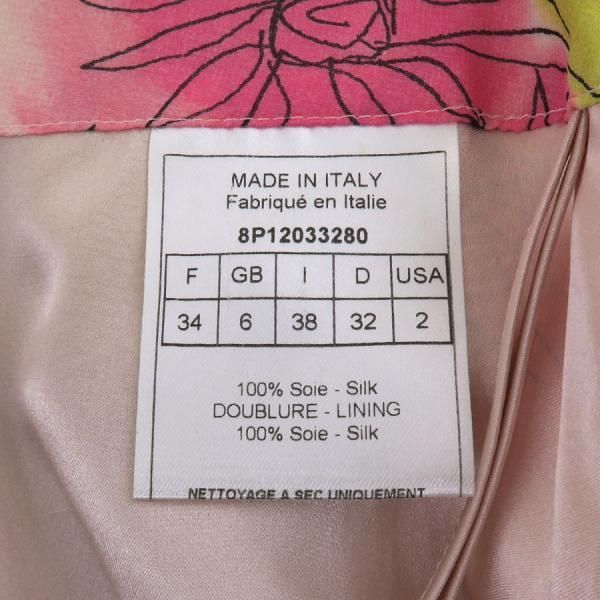 MADE IN ITALY
Fabriqué en Italie
8P12033280
F GB I D USA
34 6 38 32 2
100% Soie - Silk
DOUBLURE - LINING
100% Soie - Silk
NETTOYAGE A SEC UNIQUEMENT